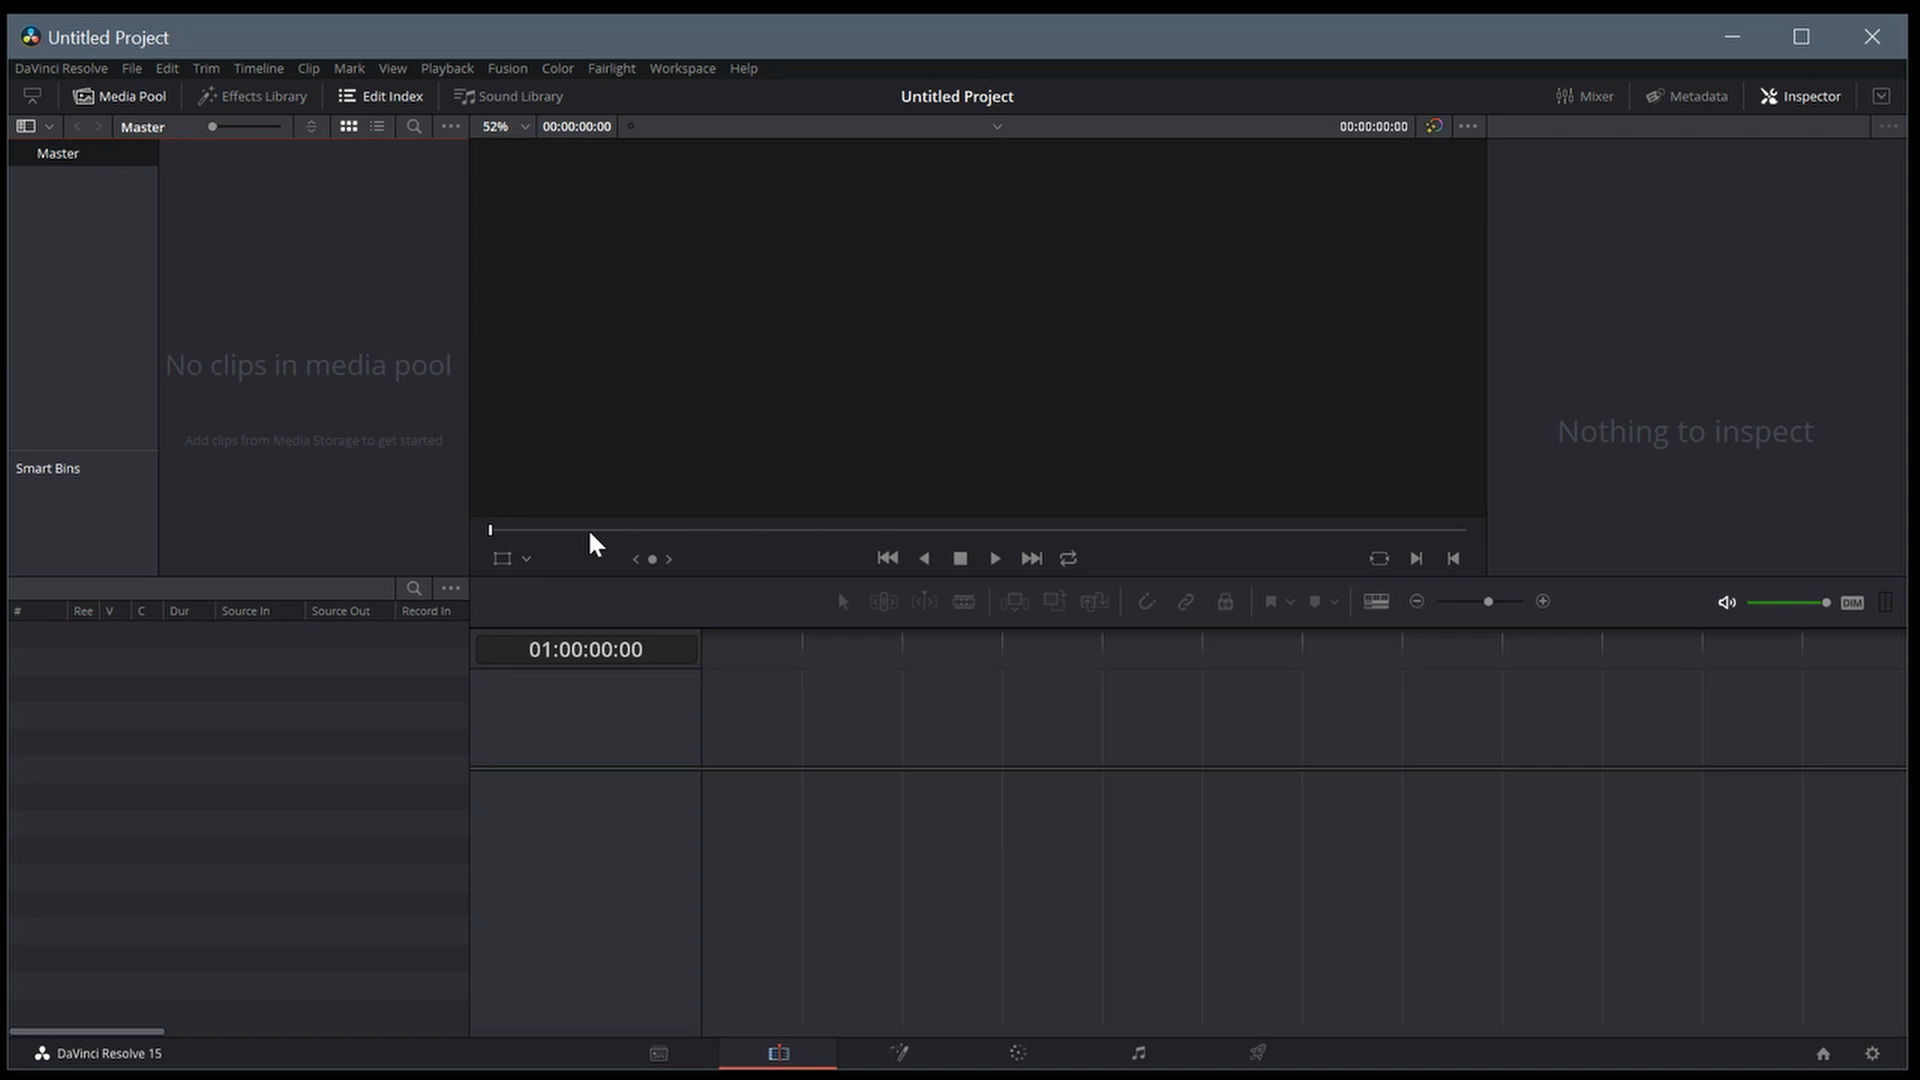 Untitled Project
DaVinci Resolve File Edit Trim Timeline Clip Mark View Playback Fusion Color Fairlight Workspace Help
Media Pool Effects Library Edit Index Sound Library Untitled Project Mixer Metadata Inspector
Master 52% 00:00:00:00 00:00:00:00
Master
No clips in media pool
Add clips from Media Storage to get started
Nothing to inspect
Smart Bins
# Ree V C Dur Source In Source Out Record In
DIM
01:00:00:00
DaVinci Resolve 15